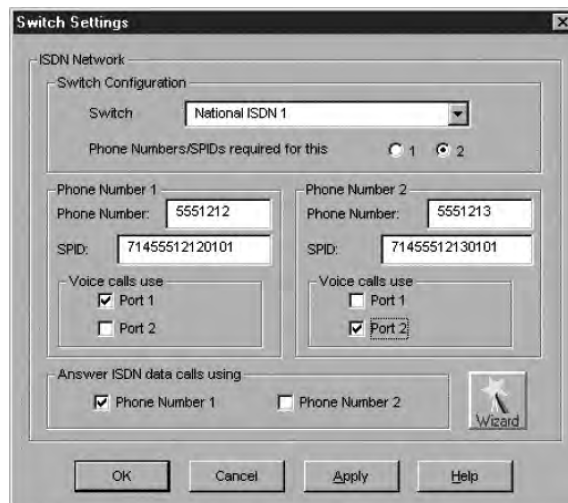 Switch Settings
ISDN Network
Switch Configuration
Switch National ISDN 1
Phone Numbers/SPIDs required for this 1 2
Phone Number 1
Phone Number: 5551212
SPID: 71455512120101
Voice calls use
Port 1
Port 2
Phone Number 2
Phone Number: 5551213
SPID: 71455512130101
Voice calls use
Port 1
Port 2
Answer ISDN data calls using
Phone Number 1 Phone Number 2
Wizard
OK Cancel Apply Help